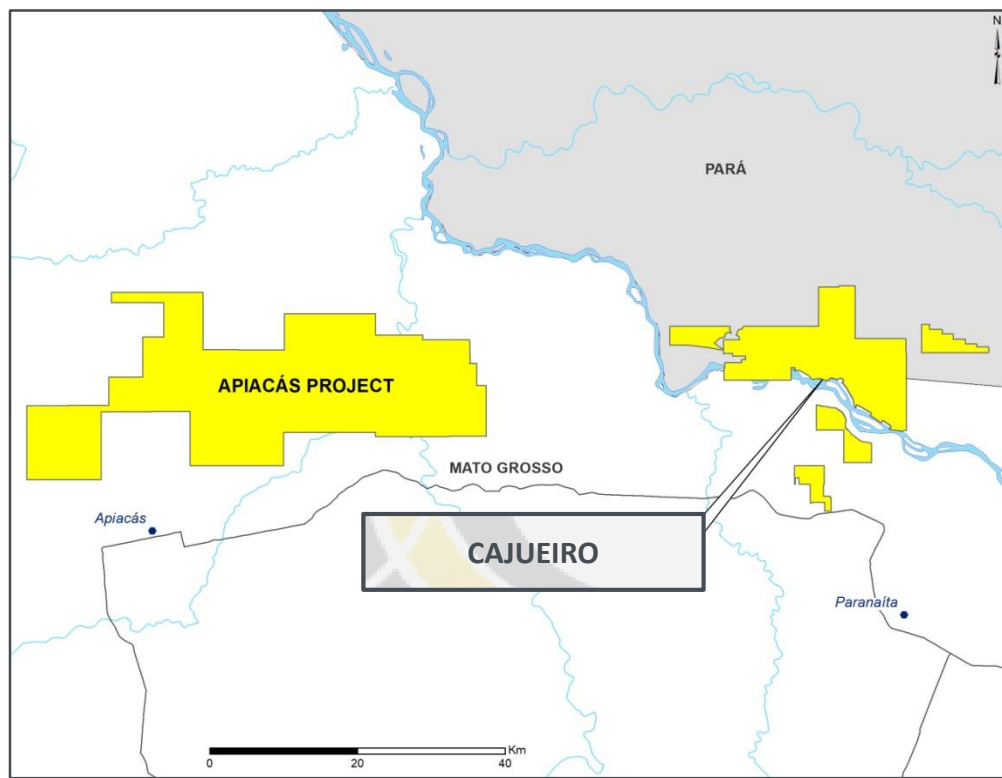 N
PARÁ
APIACÁS PROJECT
MATO GROSSO
Apiacás
CAJUEIRO
Paranaíta
Km
0 20 40